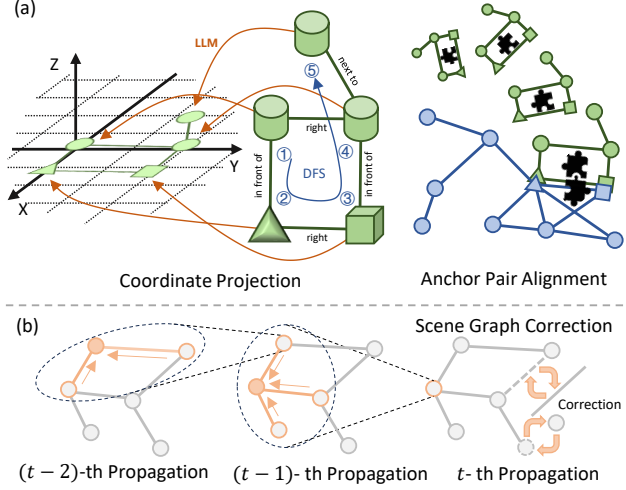 (a)
LLM
Z
Y
X
next to
⑤
right
①
④
in front of
DFS
in front of
②
③
right
Coordinate Projection
Anchor Pair Alignment
(b)
Scene Graph Correction
Correction
(t − 2)-th Propagation
(t − 1)- th Propagation
t- th Propagation